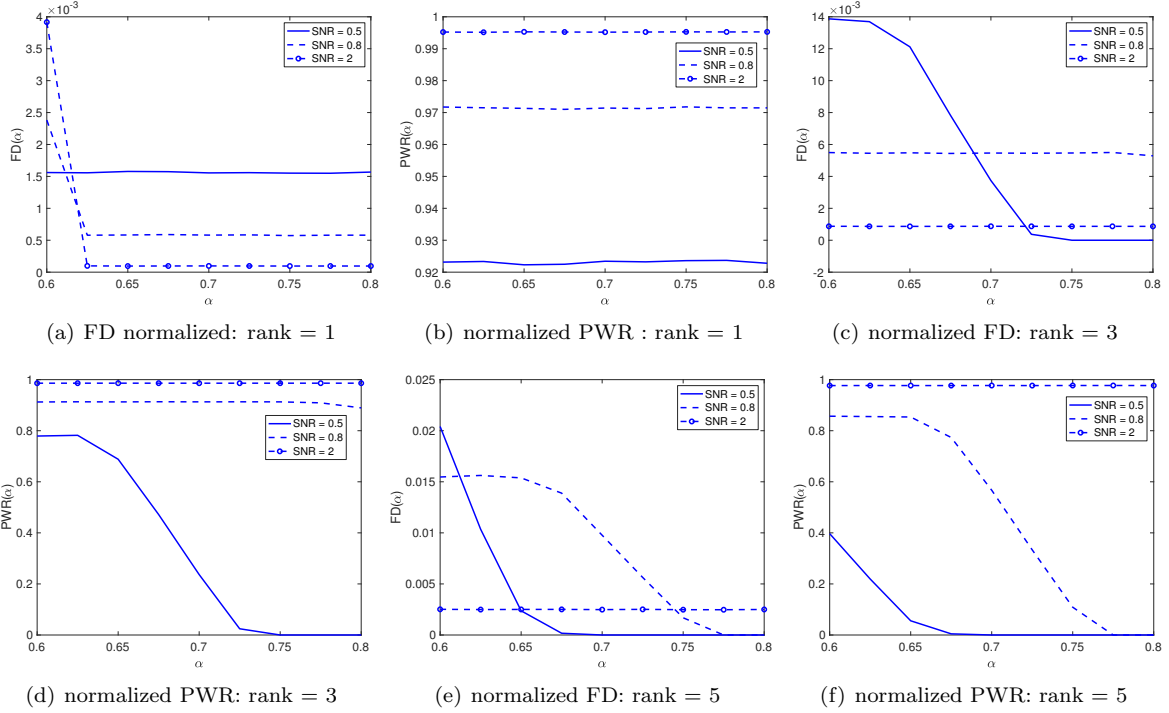 ×10⁻³
4
3.5
3
2.5
2
1.5
1
0.5
0
FD(α)
0.6 0.65 0.7 0.75 0.8
α
SNR = 0.5
SNR = 0.8
SNR = 2
(a) FD normalized: rank = 1
1
0.99
0.98
0.97
0.96
0.95
0.94
0.93
0.92
PWR(α)
0.6 0.65 0.7 0.75 0.8
α
SNR = 0.5
SNR = 0.8
SNR = 2
(b) normalized PWR : rank = 1
×10⁻³
14
12
10
8
6
4
2
0
-2
FD(α)
0.6 0.65 0.7 0.75 0.8
α
SNR = 0.5
SNR = 0.8
SNR = 2
(c) normalized FD: rank = 3
1
0.8
0.6
0.4
0.2
0
PWR(α)
0.6 0.65 0.7 0.75 0.8
α
SNR = 0.5
SNR = 0.8
SNR = 2
(d) normalized PWR: rank = 3
0.025
0.02
0.015
0.01
0.005
0
FD(α)
0.6 0.65 0.7 0.75 0.8
α
SNR = 0.5
SNR = 0.8
SNR = 2
(e) normalized FD: rank = 5
1
0.8
0.6
0.4
0.2
0
PWR(α)
0.6 0.65 0.7 0.75 0.8
α
SNR = 0.5
SNR = 0.8
SNR = 2
(f) normalized PWR: rank = 5